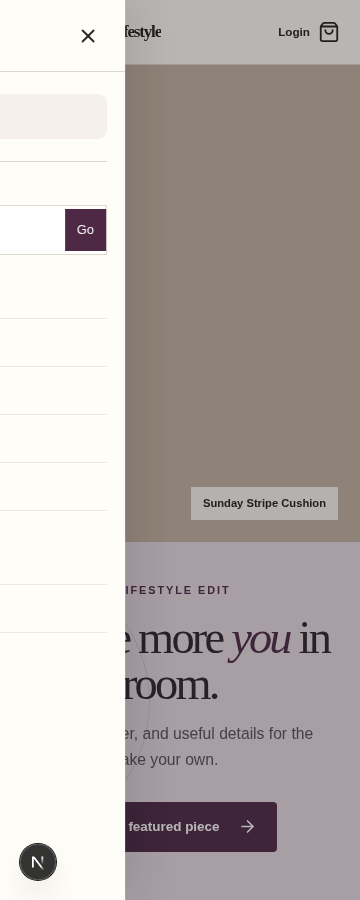 festyle
Login
Go
Sunday Stripe Cushion
IFESTYLE EDIT
e more you in
room.
er, and useful details for the
ake your own.
featured piece